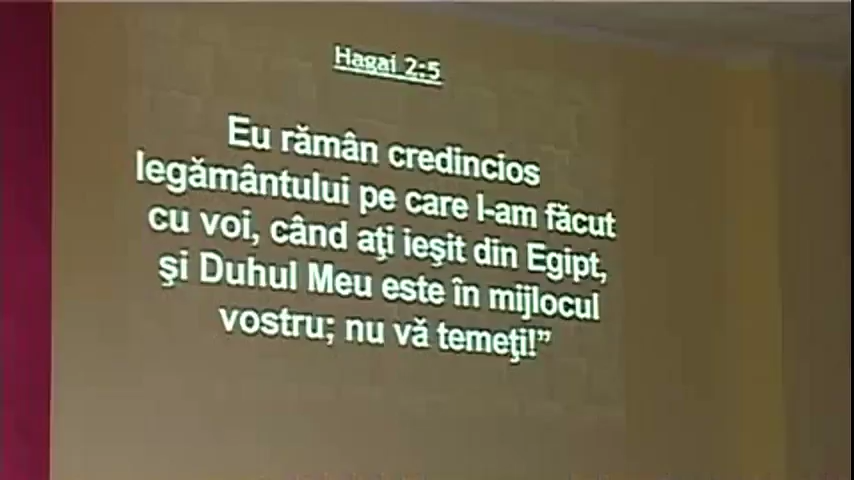 Hagai 2:5
Eu rămân credincios
legământului pe care l-am făcut
cu voi, când aţi ieşit din Egipt,
şi Duhul Meu este în mijlocul
vostru; nu vă temeţi!”